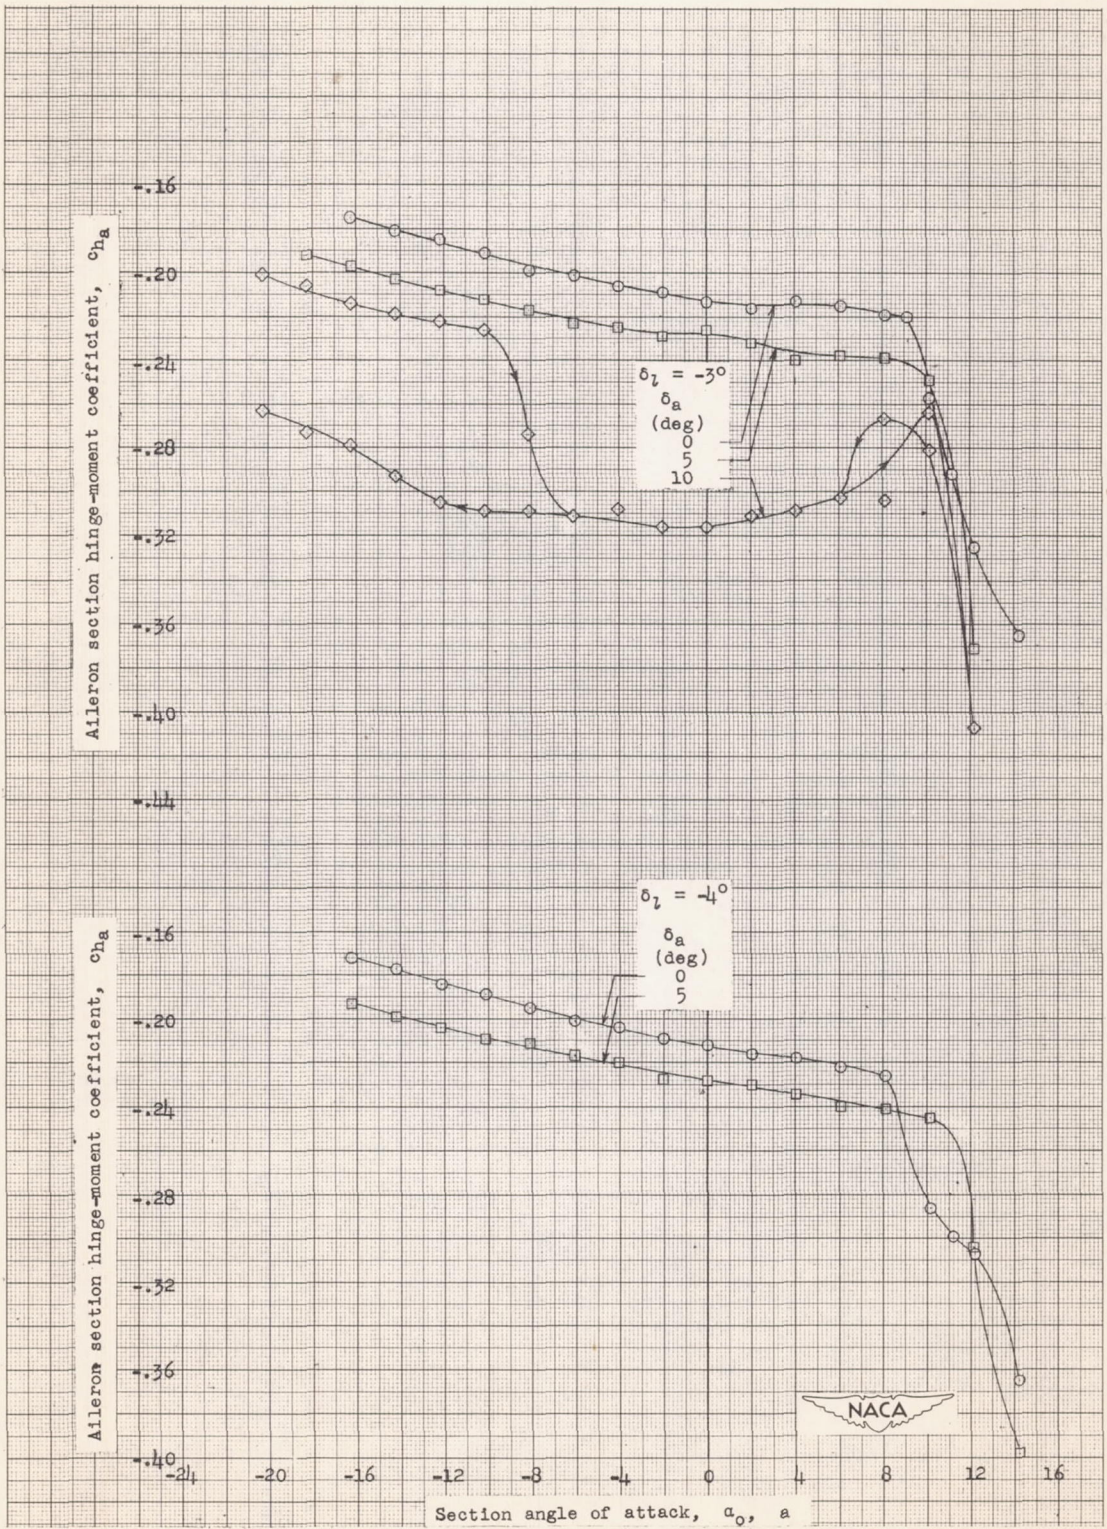 -.16
-.20
-.24
-.28
-.32
-.36
-.40
-.44
Aileron section hinge-moment coefficient, cha
δl = -3°
δa
(deg)
0
5
10
-.16
-.20
-.24
-.28
-.32
-.36
-.40
Aileron section hinge-moment coefficient, cha
δl = -4°
δa
(deg)
0
5
NACA
-24 -20 -16 -12 -8 -4 0 4 8 12 16
Section angle of attack, αo, a